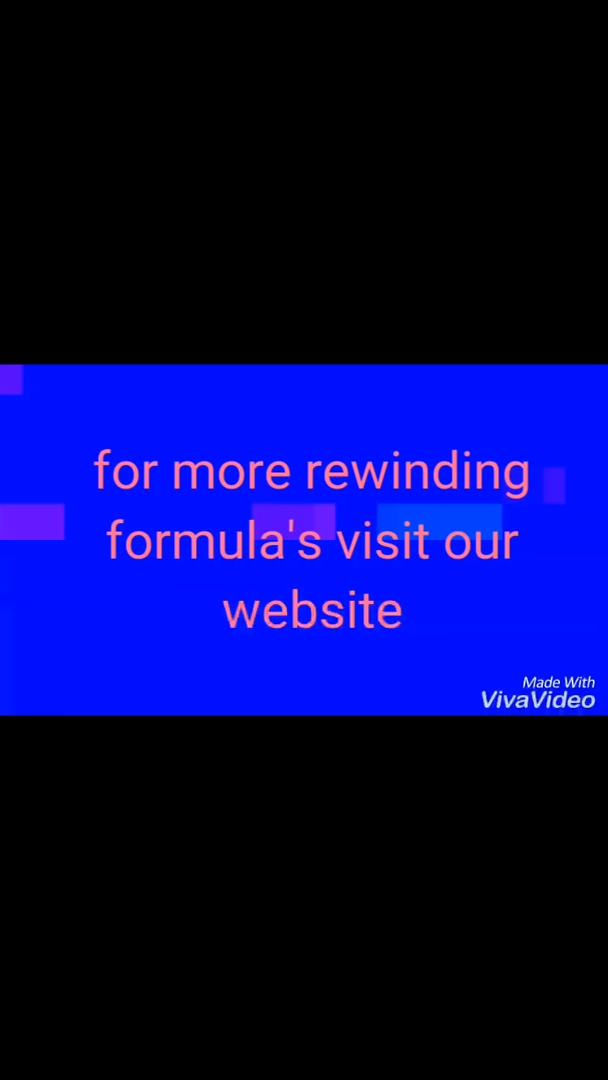 for more rewinding
formula's visit our
website
Made With
VivaVideo